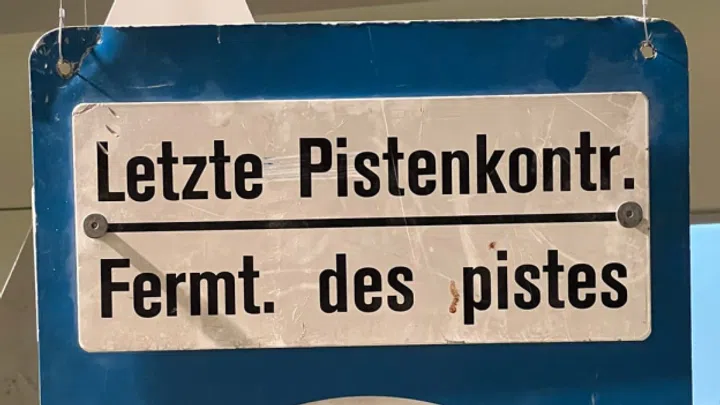 Letzte Pistenkontr.
Fermt. des pistes